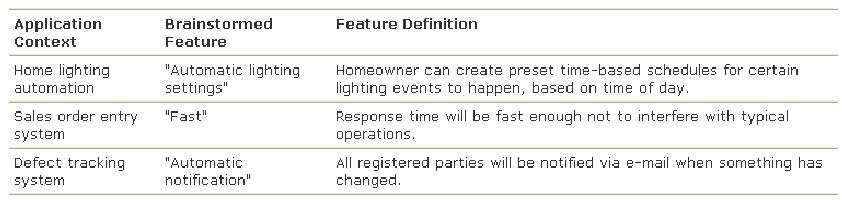 Application Context Brainstormed Feature Feature Definition
Home lighting automation "Automatic lighting settings" Homeowner can create preset time-based schedules for certain lighting events to happen, based on time of day.
Sales order entry system "Fast" Response time will be fast enough not to interfere with typical operations.
Defect tracking system "Automatic notification" All registered parties will be notified via e-mail when something has changed.